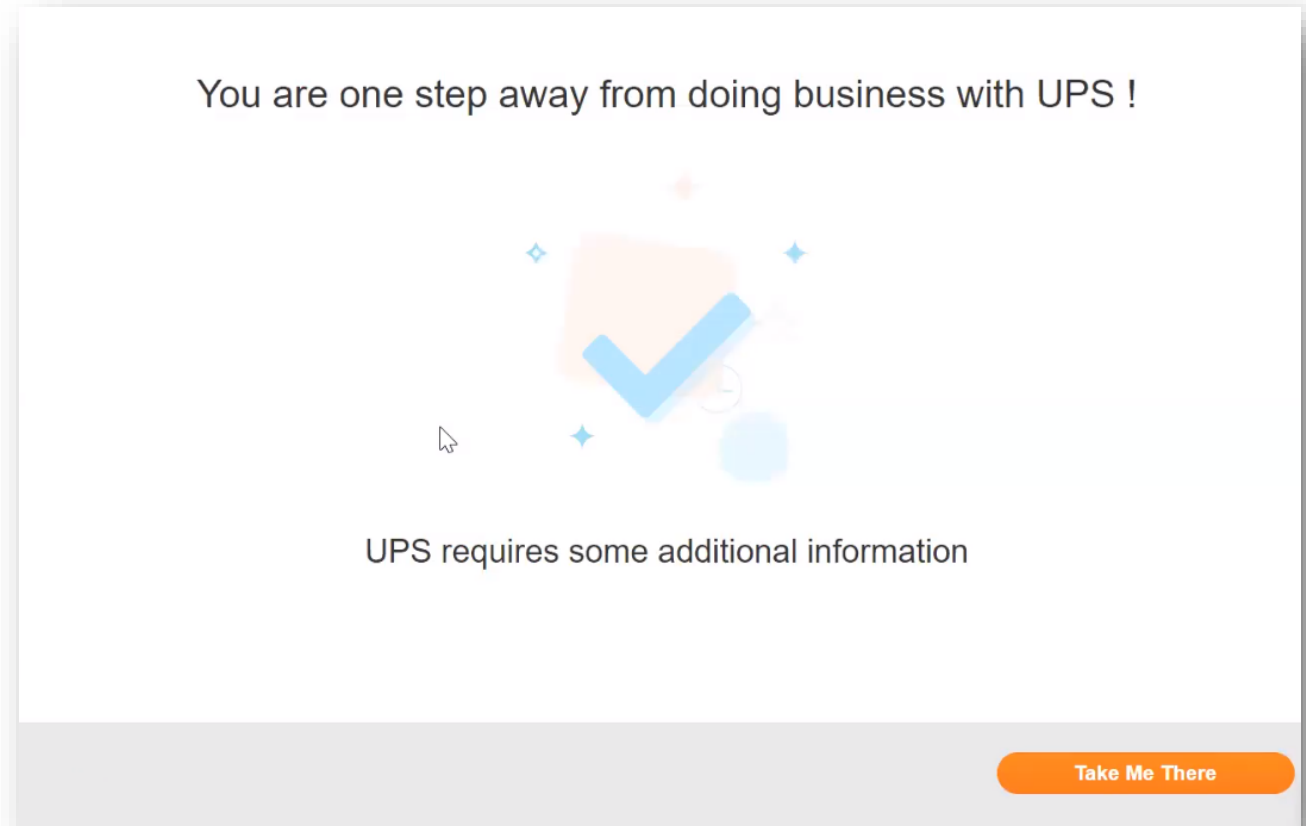 You are one step away from doing business with UPS !
UPS requires some additional information
Take Me There